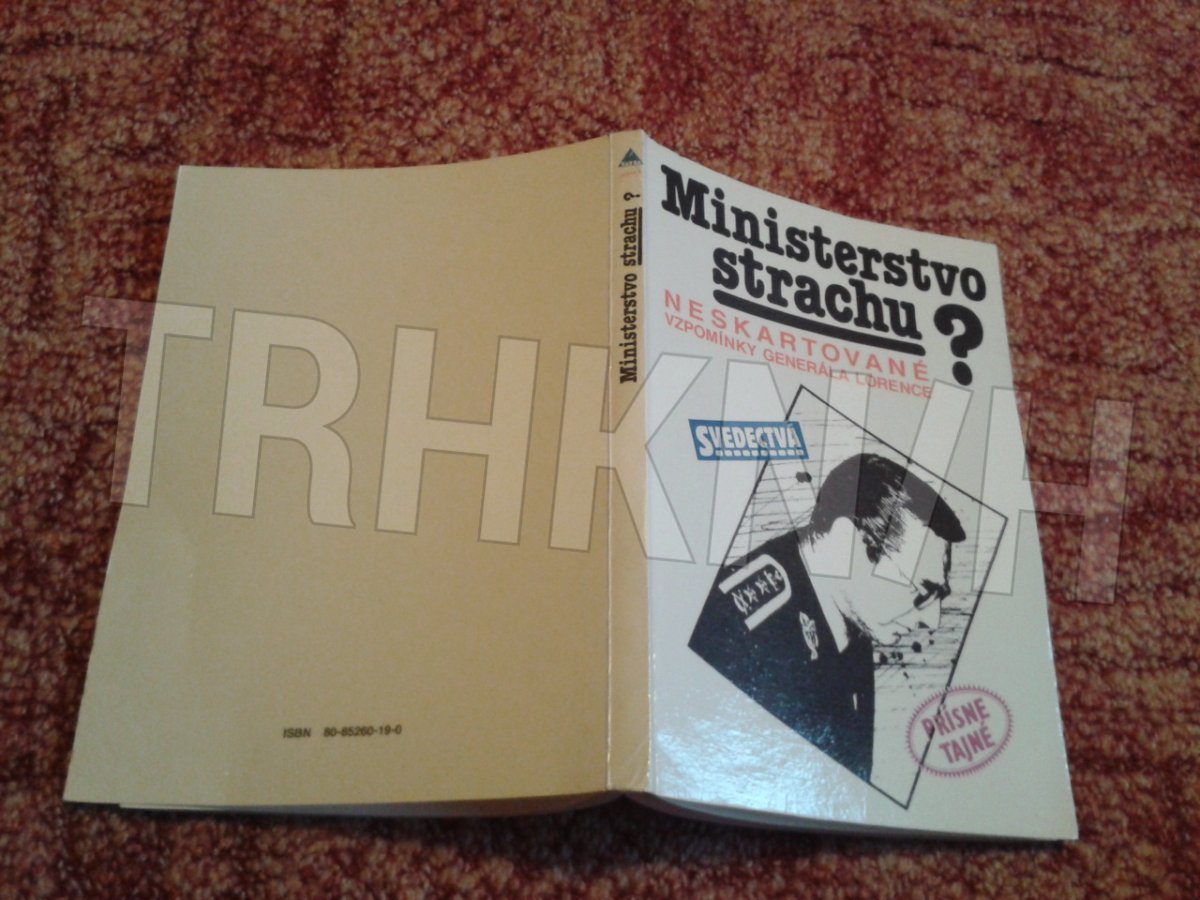 Ministerstvo
strachu?
NESKARTOVANÉ
VZPOMÍNKY GENERÁLA LORENCE
SVEDECTVÁ
PRÍSNE
TAJNÉ
Ministerstvo strachu ?
ISBN 80-85260-19-0
TRHKNIH